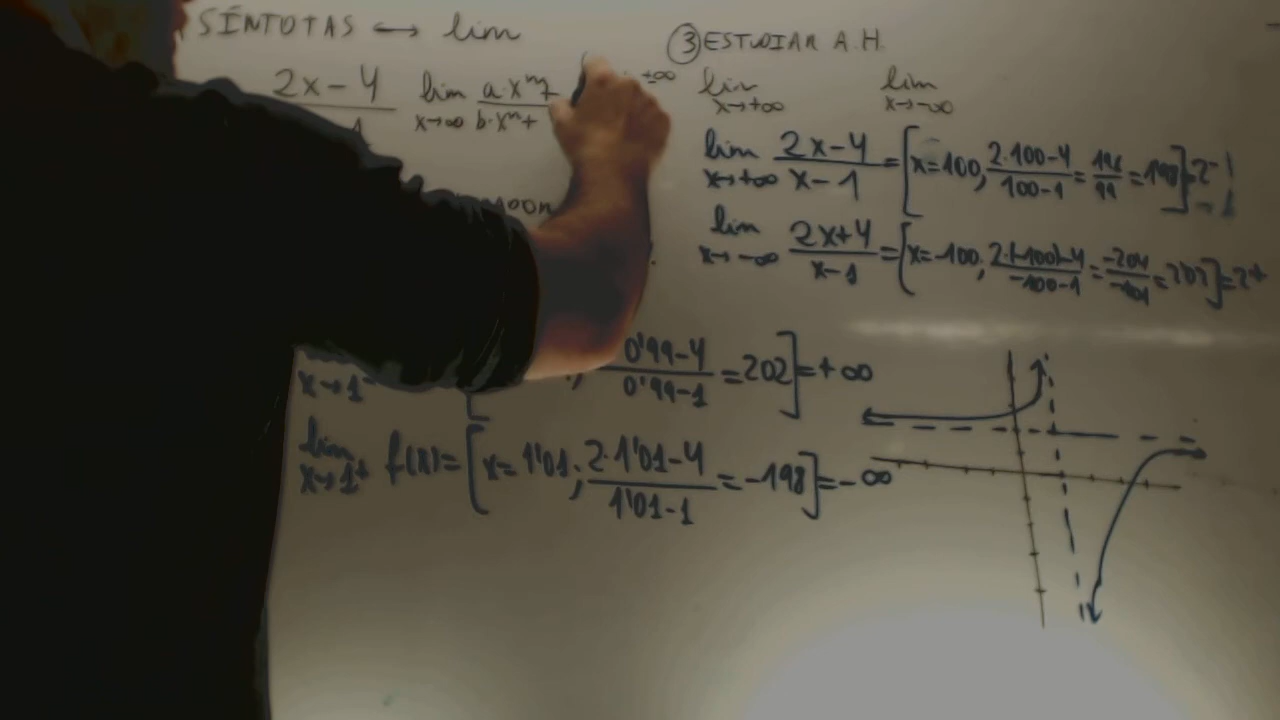 SÍNTOTAS ↔ lim
2x-4
1
lim a·xᵐ+
x→∞ b·xⁿ+
±∞
100n
x→1⁻ 0'99-4 / 0'99-1 = 202] = +∞
lim x→1⁺ f(x) = [x=1'01; 2·1'01-4 / 1'01-1 = -198] = -∞
③ ESTUDIAR A.H.
lim x→+∞ lim x→-∞
lim x→+∞ 2x-4 / x-1 = [x=100, 2·100-4 / 100-1 = 196 / 99 = 1'98] = 2⁻
lim x→-∞ 2x+4 / x-1 = [x=-100; 2·(-100)-4 / -100-1 = -204 / -101 = 2'02] = 2⁺